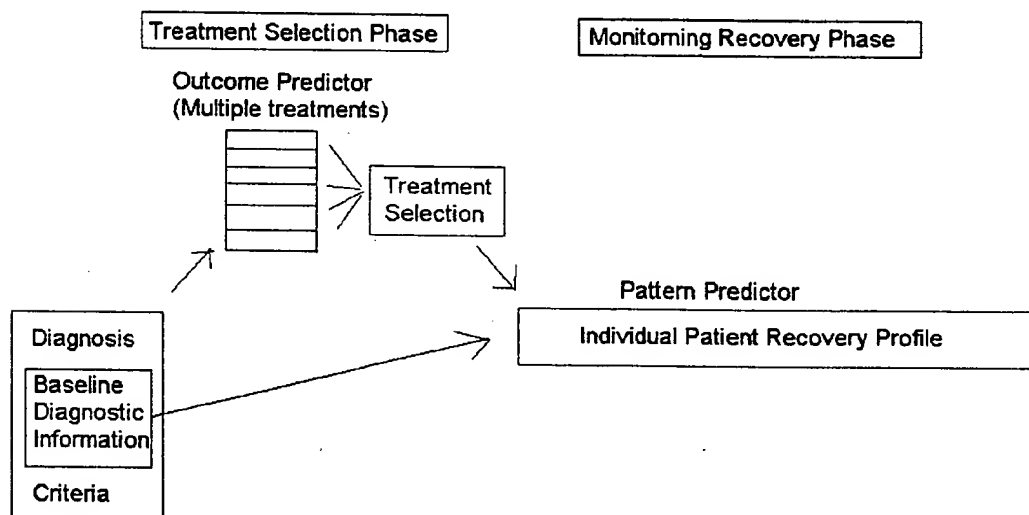 Treatment Selection Phase
Monitorning Recovery Phase
Outcome Predictor
(Multiple treatments)
Treatment
Selection
Pattern Predictor
Individual Patient Recovery Profile
Diagnosis
Baseline
Diagnostic
Information
Criteria